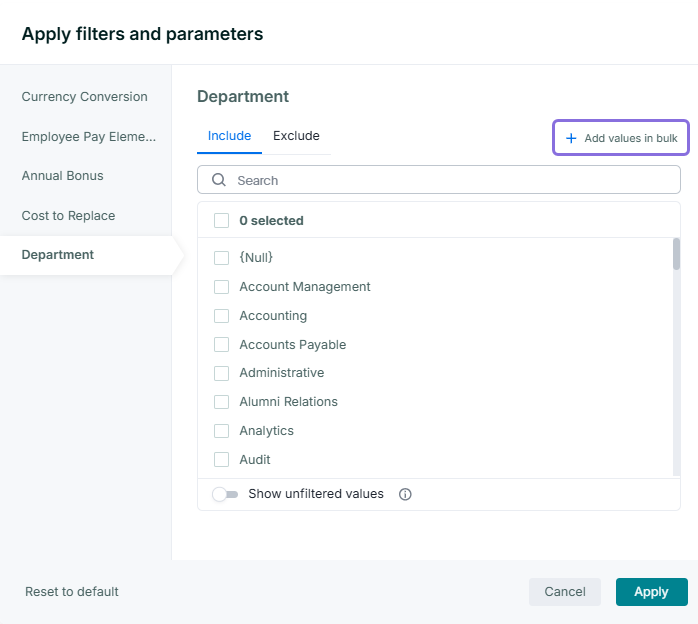 Apply filters and parameters
Currency Conversion
Employee Pay Eleme...
Annual Bonus
Cost to Replace
Department
Department
Include
Exclude
+ Add values in bulk
Search
0 selected
{Null}
Account Management
Accounting
Accounts Payable
Administrative
Alumni Relations
Analytics
Audit
Show unfiltered values
Reset to default
Cancel
Apply